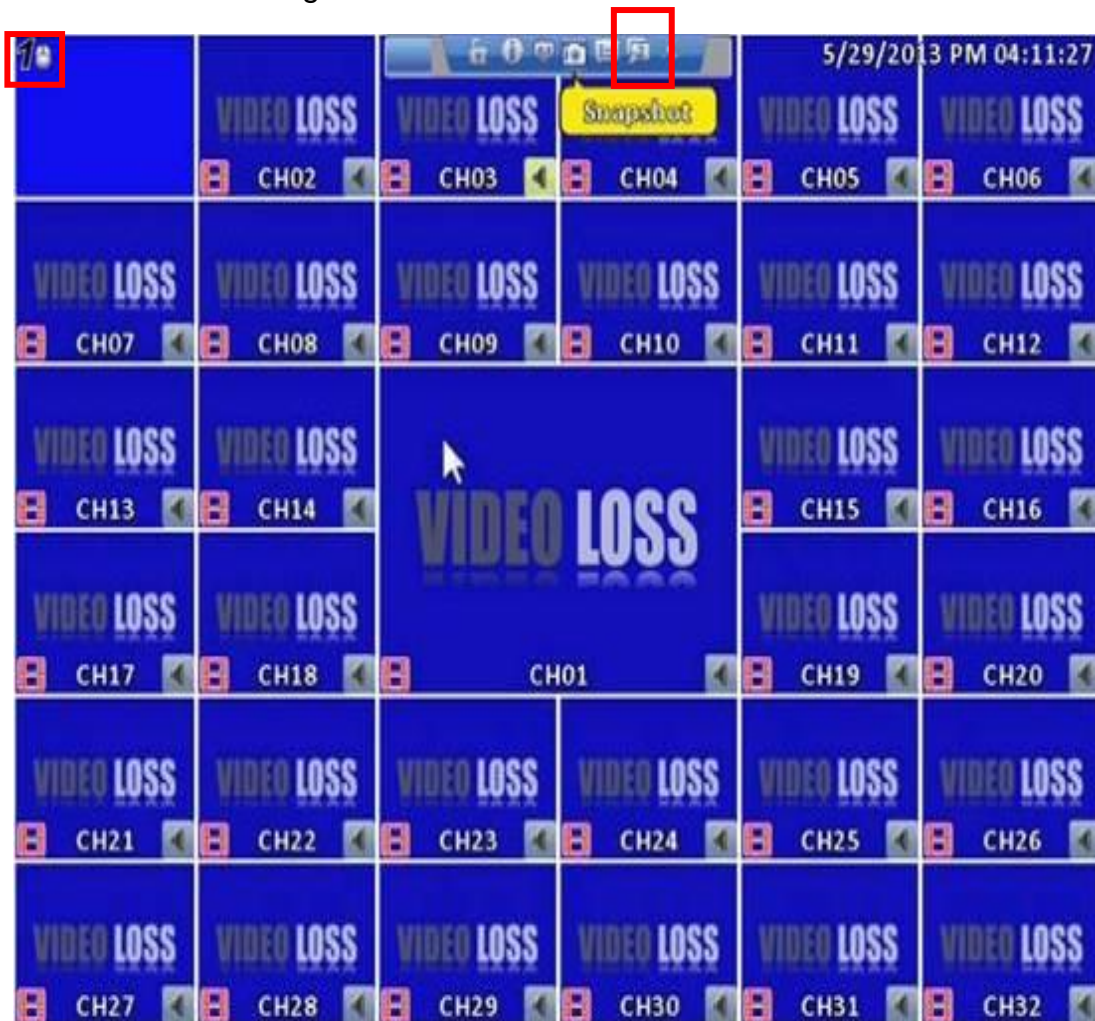 1 5/29/2013 PM 04:11:27
VIDEO LOSS VIDEO LOSS Snapshot VIDEO LOSS VIDEO LOSS
CH02 CH03 CH04 CH05 CH06
VIDEO LOSS VIDEO LOSS VIDEO LOSS VIDEO LOSS VIDEO LOSS VIDEO LOSS
CH07 CH08 CH09 CH10 CH11 CH12
VIDEO LOSS VIDEO LOSS VIDEO LOSS VIDEO LOSS
CH13 CH14 CH15 CH16
VIDEO LOSS
VIDEO LOSS VIDEO LOSS VIDEO LOSS VIDEO LOSS
CH17 CH18 CH01 CH19 CH20
VIDEO LOSS VIDEO LOSS VIDEO LOSS VIDEO LOSS VIDEO LOSS VIDEO LOSS
CH21 CH22 CH23 CH24 CH25 CH26
VIDEO LOSS VIDEO LOSS VIDEO LOSS VIDEO LOSS VIDEO LOSS VIDEO LOSS
CH27 CH28 CH29 CH30 CH31 CH32